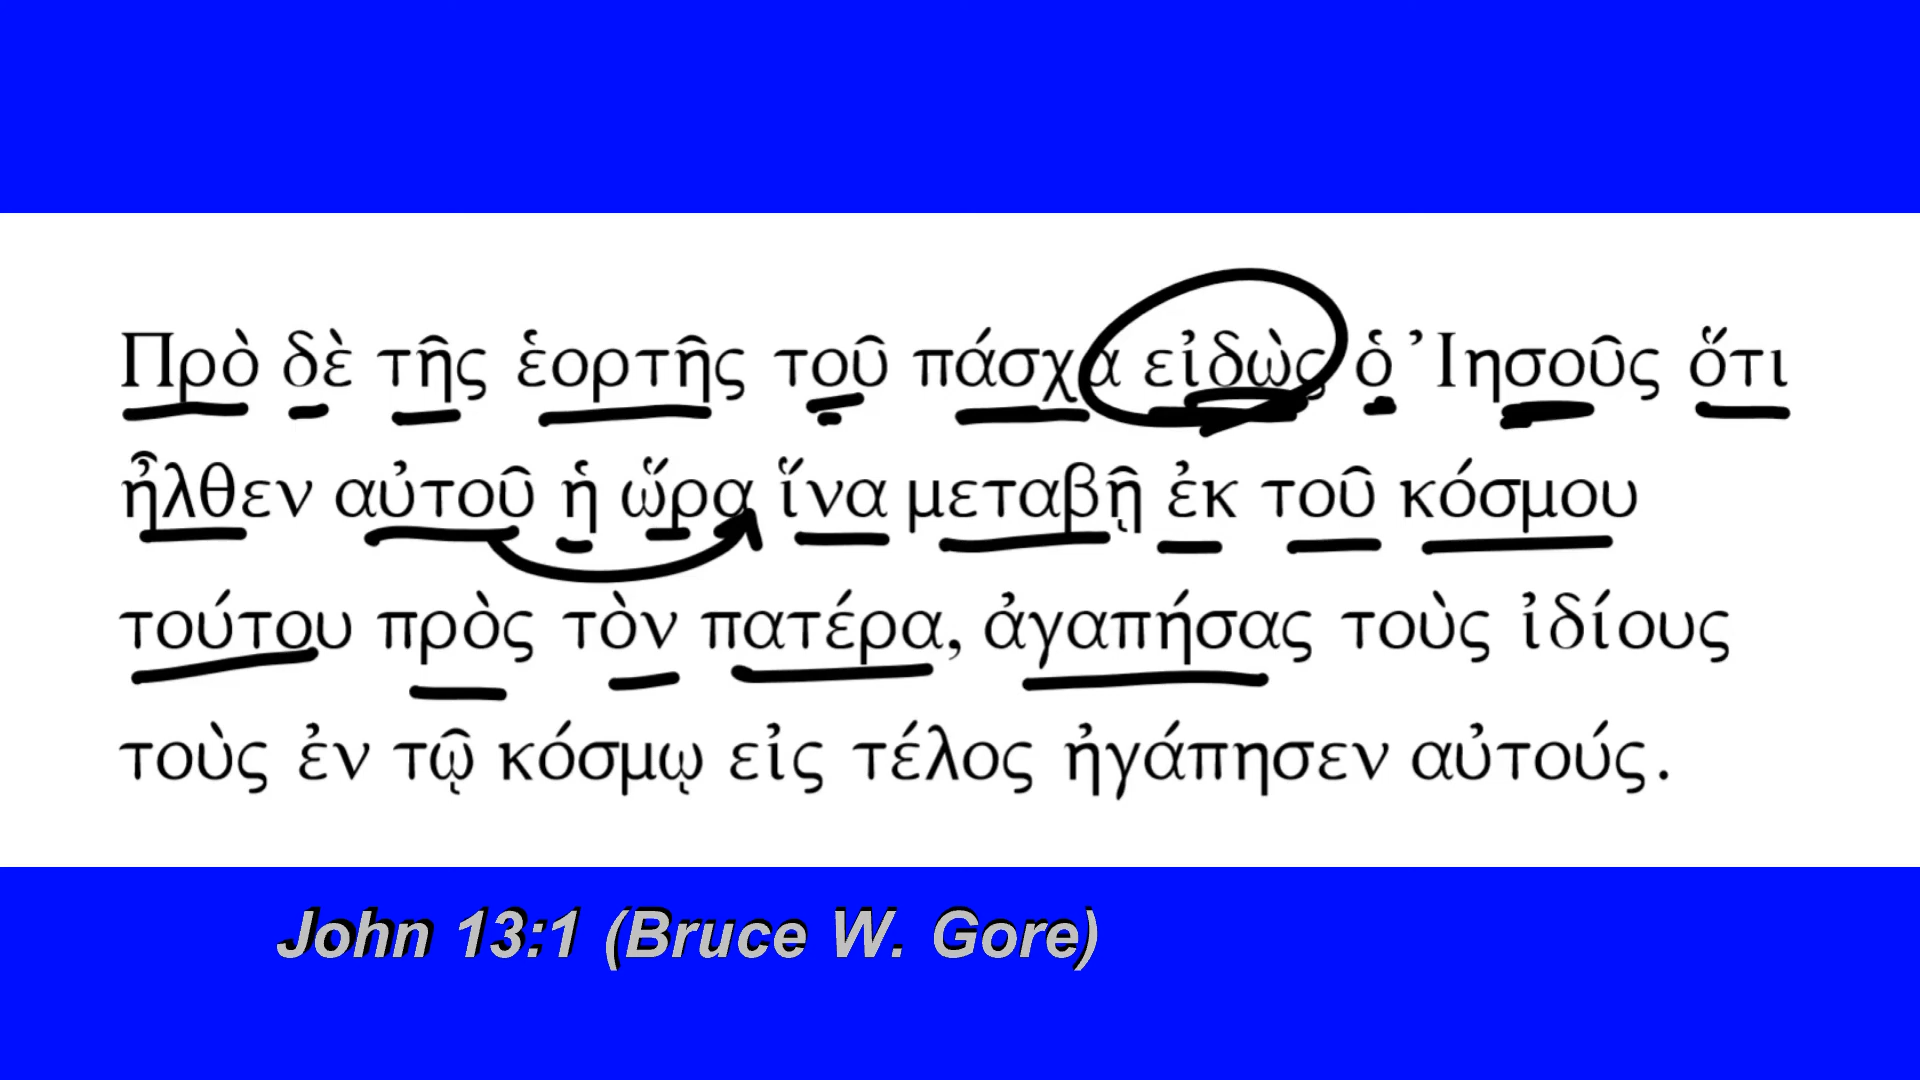 Πρὸ δὲ τῆς ἑορτῆς τοῦ πάσχα εἰδὼς ὁ Ἰησοῦς ὅτι
ἦλθεν αὐτοῦ ἡ ὥρα ἵνα μεταβῇ ἐκ τοῦ κόσμου
τούτου πρὸς τὸν πατέρα, ἀγαπήσας τοὺς ἰδίους
τοὺς ἐν τῷ κόσμῳ εἰς τέλος ἠγάπησεν αὐτούς.
John 13:1 (Bruce W. Gore)